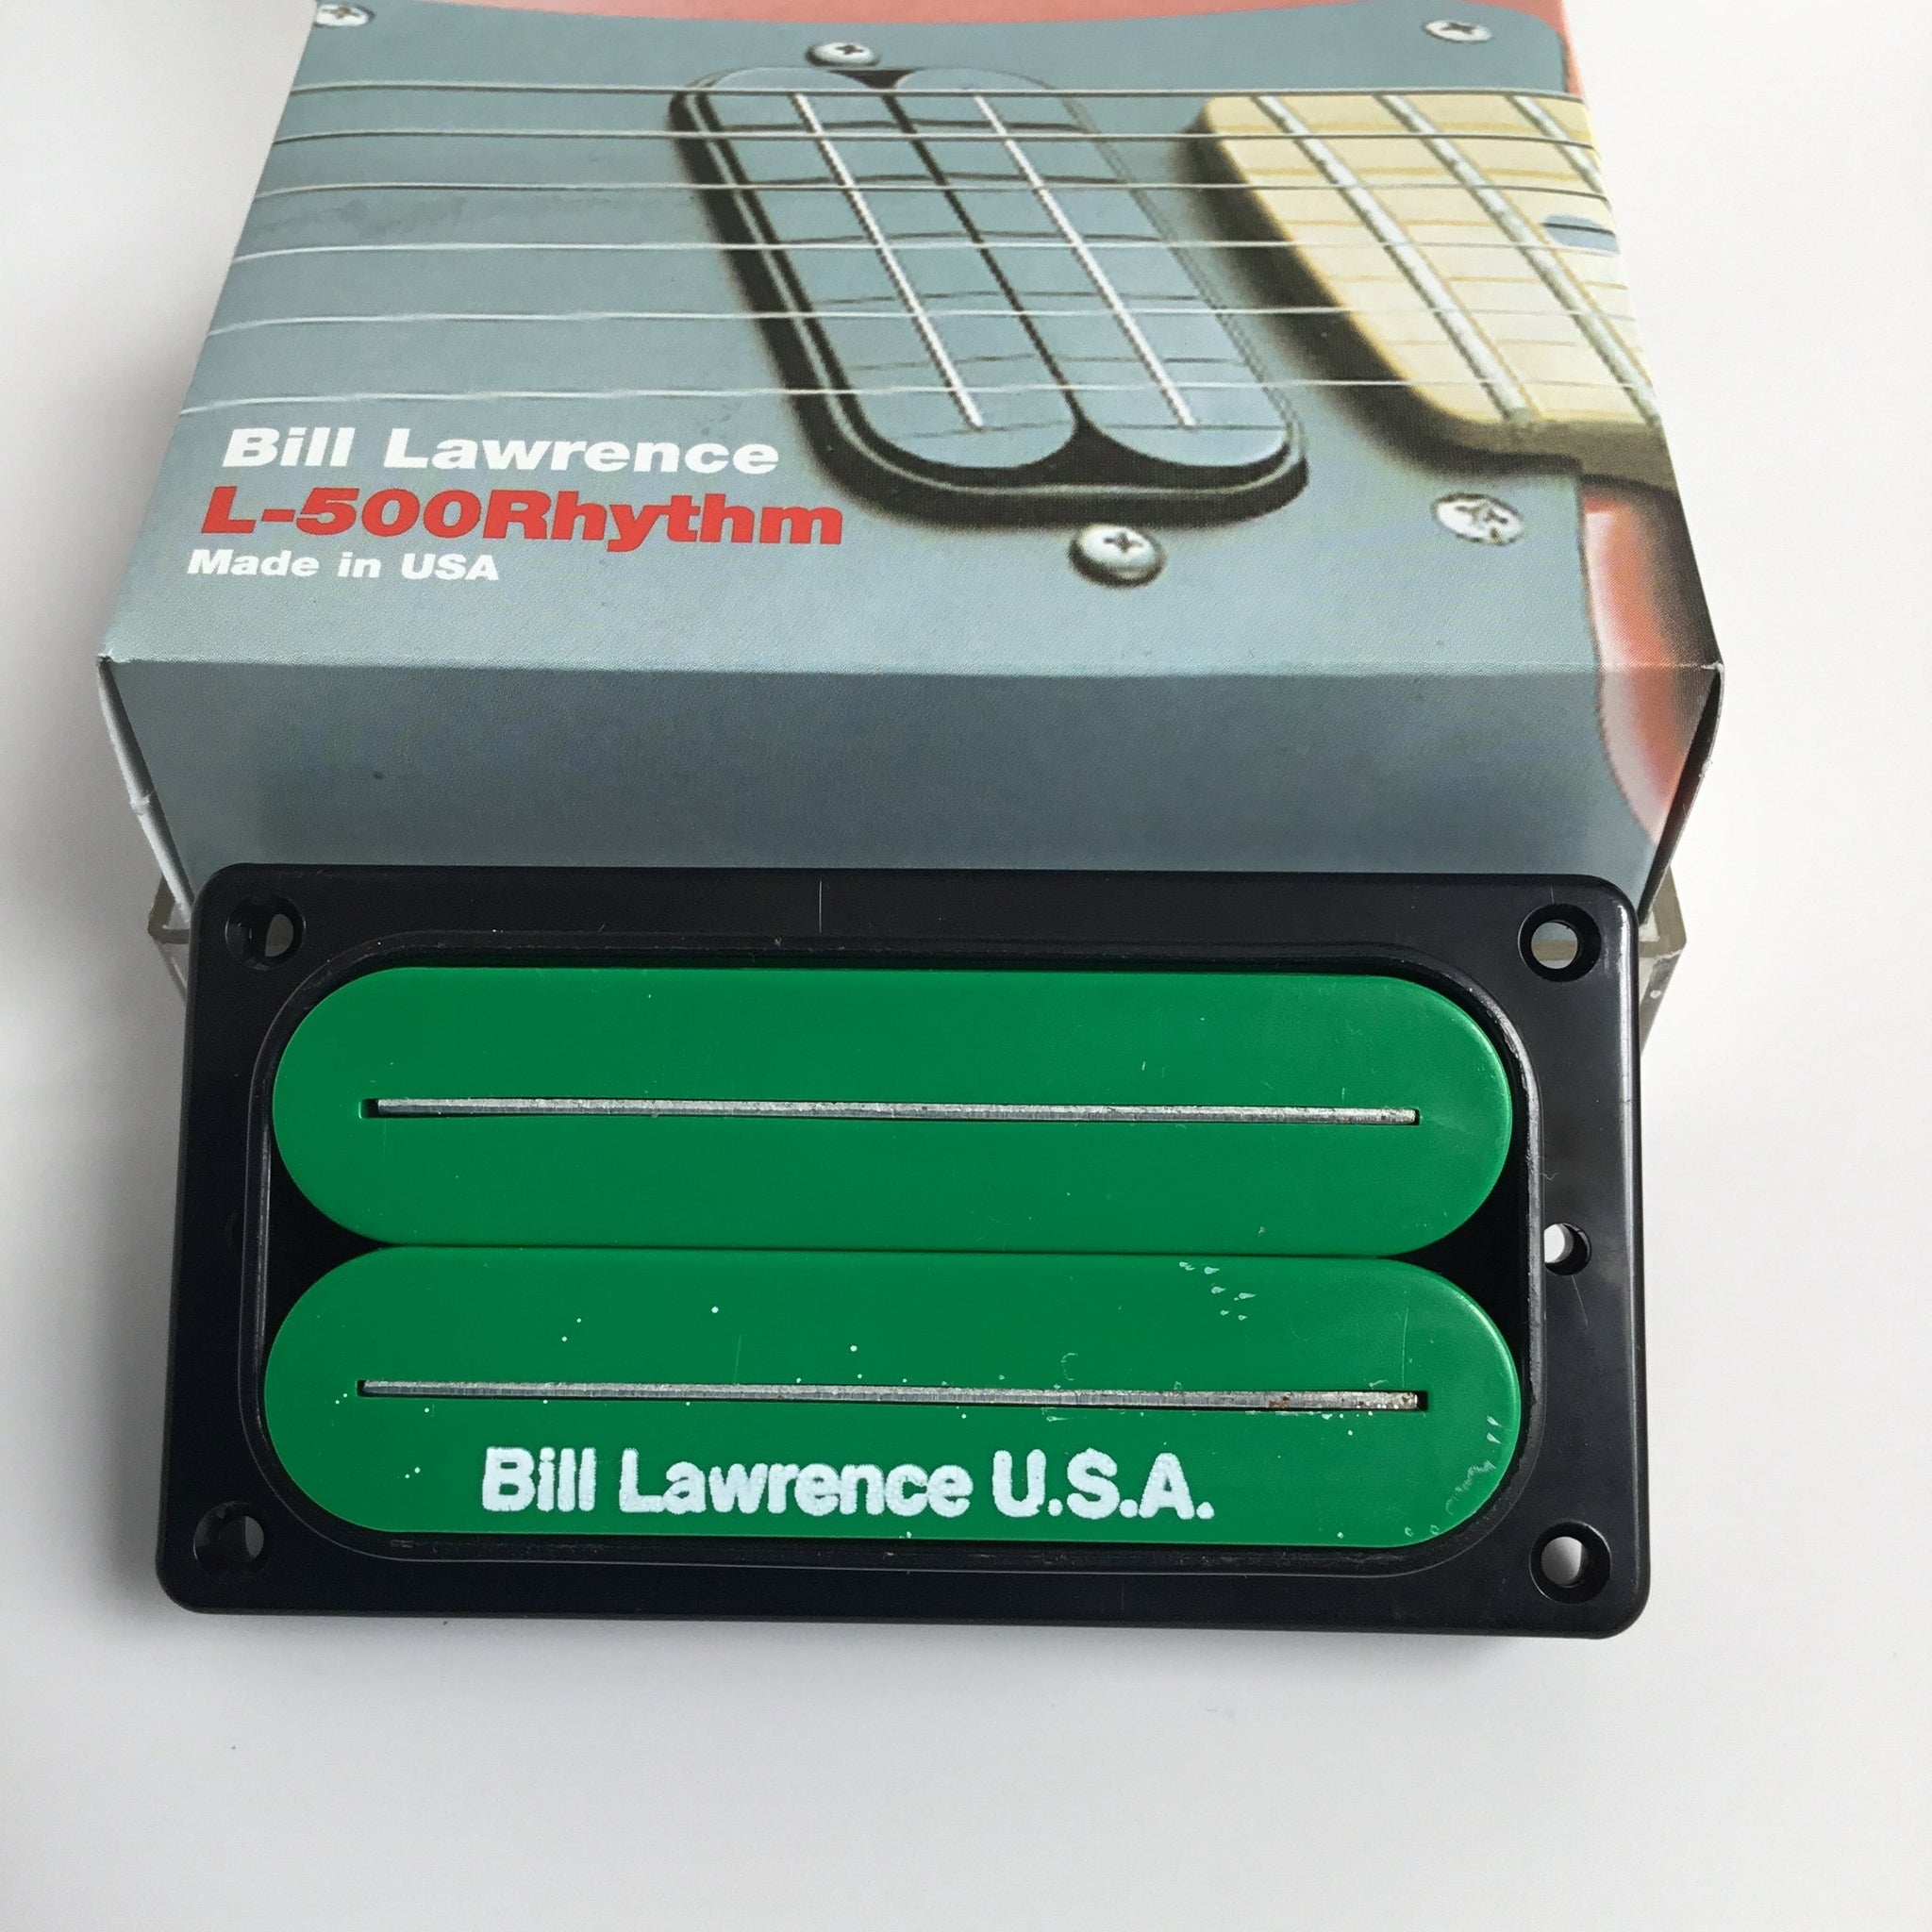 Bill Lawrence
L-500Rhythm
Made in USA
Bill Lawrence U.S.A.